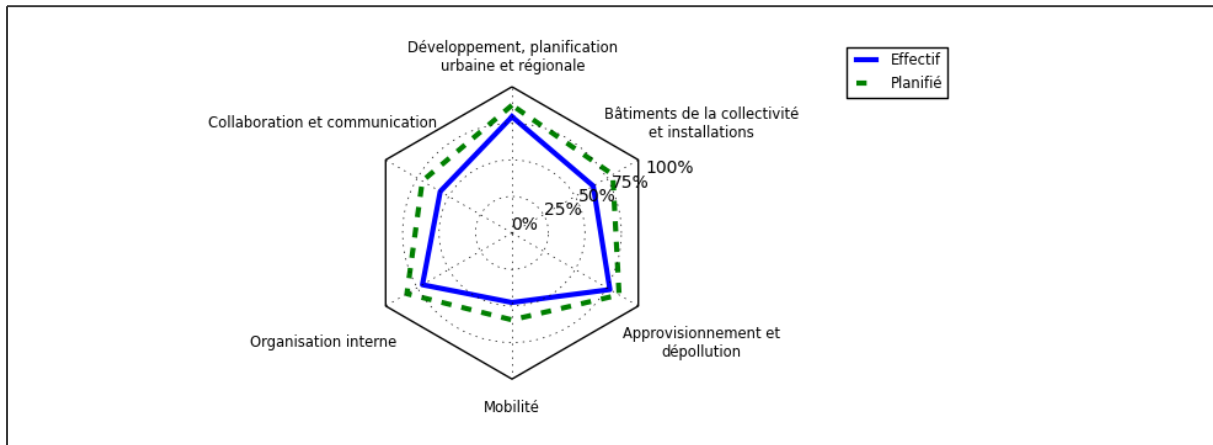 Développement, planification
urbaine et régionale
Effectif
Planifié
Collaboration et communication
Bâtiments de la collectivité
et installations
100%
75%
50%
25%
0%
Organisation interne
Approvisionnement et
dépollution
Mobilité